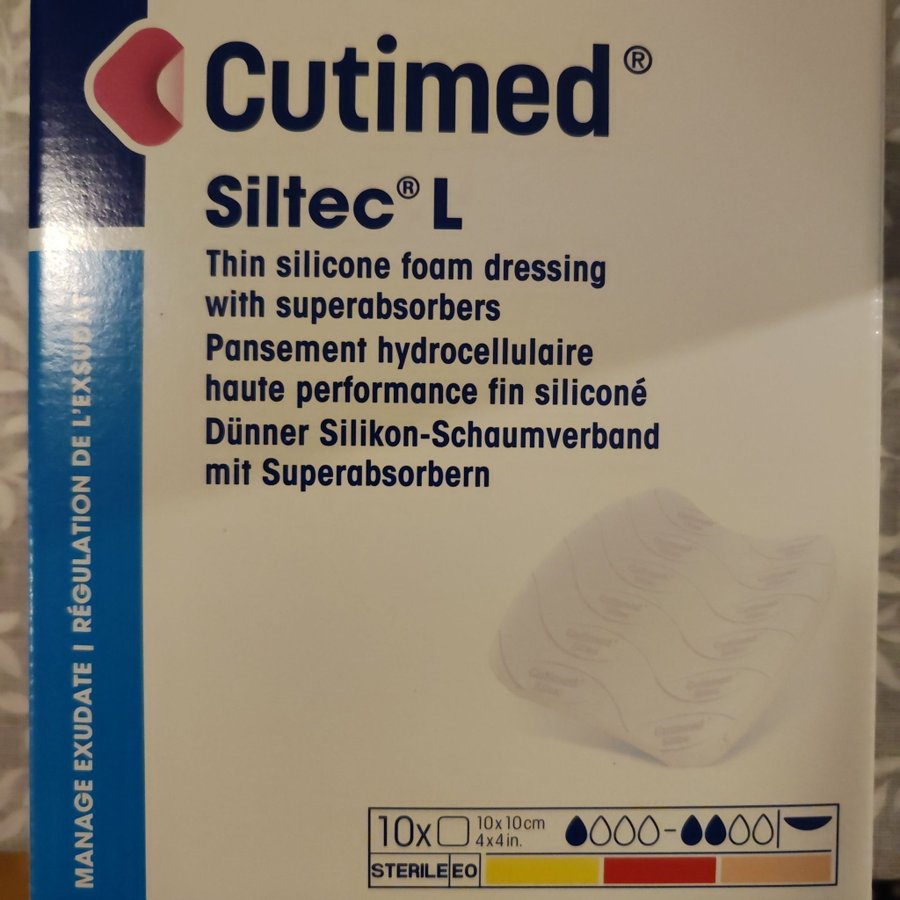 Cutimed®
Siltec® L
Thin silicone foam dressing
with superabsorbers
Pansement hydrocellulaire
haute performance fin siliconé
Dünner Silikon-Schaumverband
mit Superabsorbern
MANAGE EXUDATE | RÉGULATION DE L'EXSUDAT
10x
10x10cm
4x4in.
STERILE EO